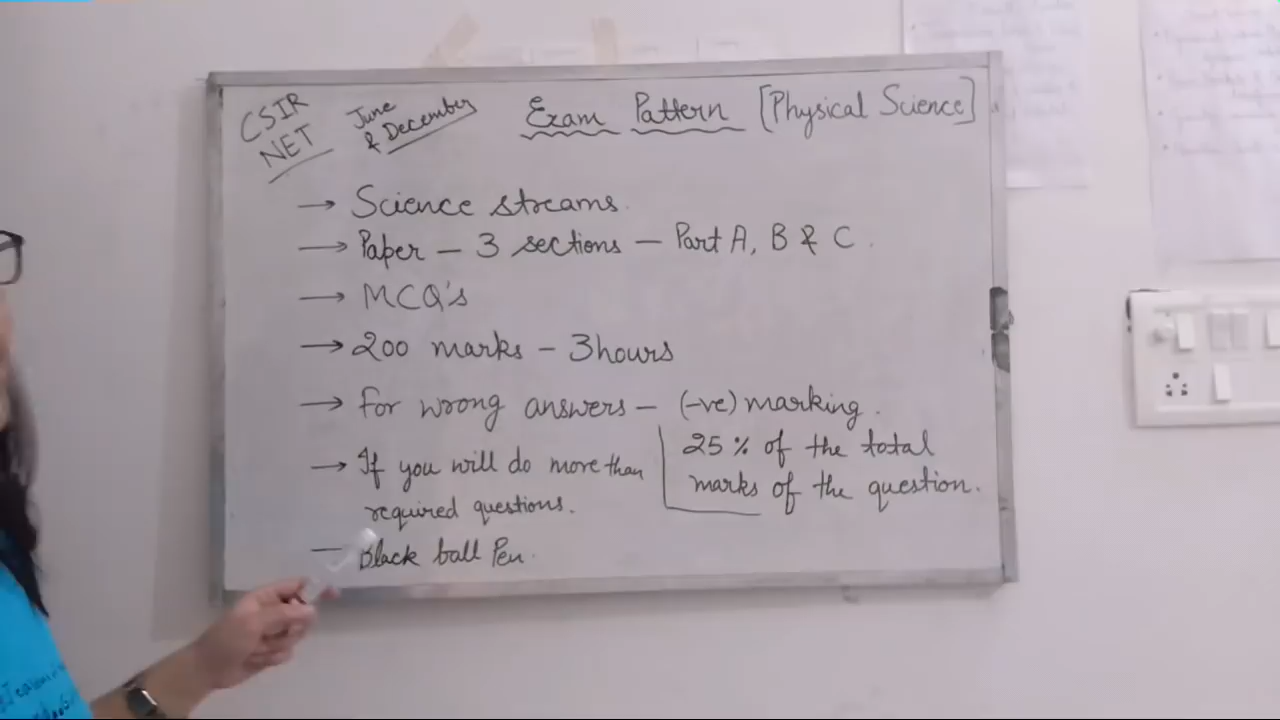 CSIR
NET
June
& December
Exam Pattern [Physical Science]
→ Science streams.
→ Paper – 3 sections – Part A, B & C.
→ MCQ's
→ 200 marks – 3hours
→ For wrong answers – (-ve) marking.
25% of the total
marks of the question.
→ If you will do more than
required questions.
— Black ball Pen.